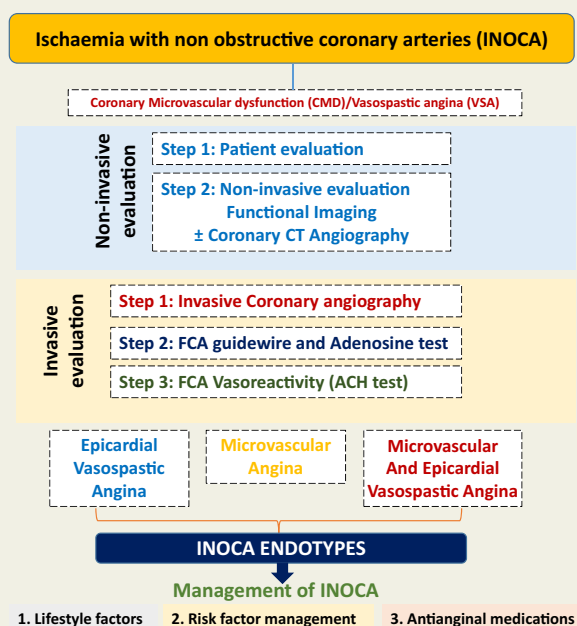 Ischaemia with non obstructive coronary arteries (INOCA)
Coronary Microvascular dysfunction (CMD)/Vasospastic angina (VSA)
Non-invasive
evaluation
Step 1: Patient evaluation
Step 2: Non-invasive evaluation
Functional Imaging
± Coronary CT Angiography
Invasive
evaluation
Step 1: Invasive Coronary angiography
Step 2: FCA guidewire and Adenosine test
Step 3: FCA Vasoreactivity (ACH test)
Epicardial
Vasospastic
Angina
Microvascular
Angina
Microvascular
And Epicardial
Vasospastic Angina
INOCA ENDOTYPES
Management of INOCA
1. Lifestyle factors
2. Risk factor management
3. Antianginal medications